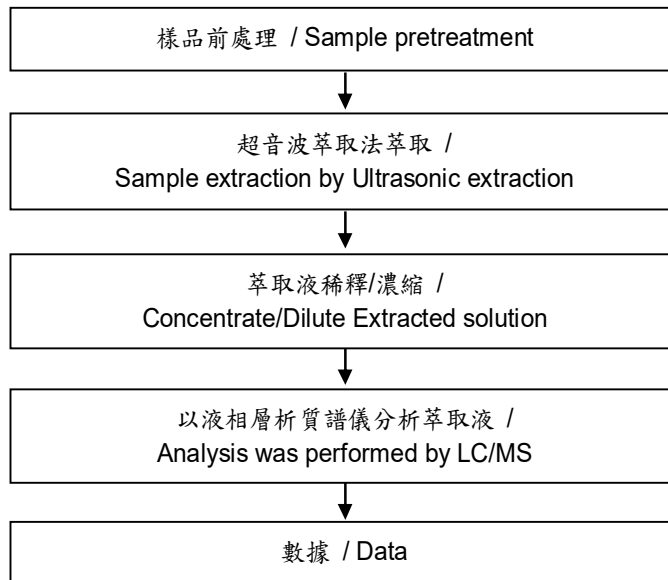 樣品前處理 / Sample pretreatment
超音波萃取法萃取 /
Sample extraction by Ultrasonic extraction
萃取液稀釋/濃縮 /
Concentrate/Dilute Extracted solution
以液相層析質譜儀分析萃取液 /
Analysis was performed by LC/MS
數據 / Data